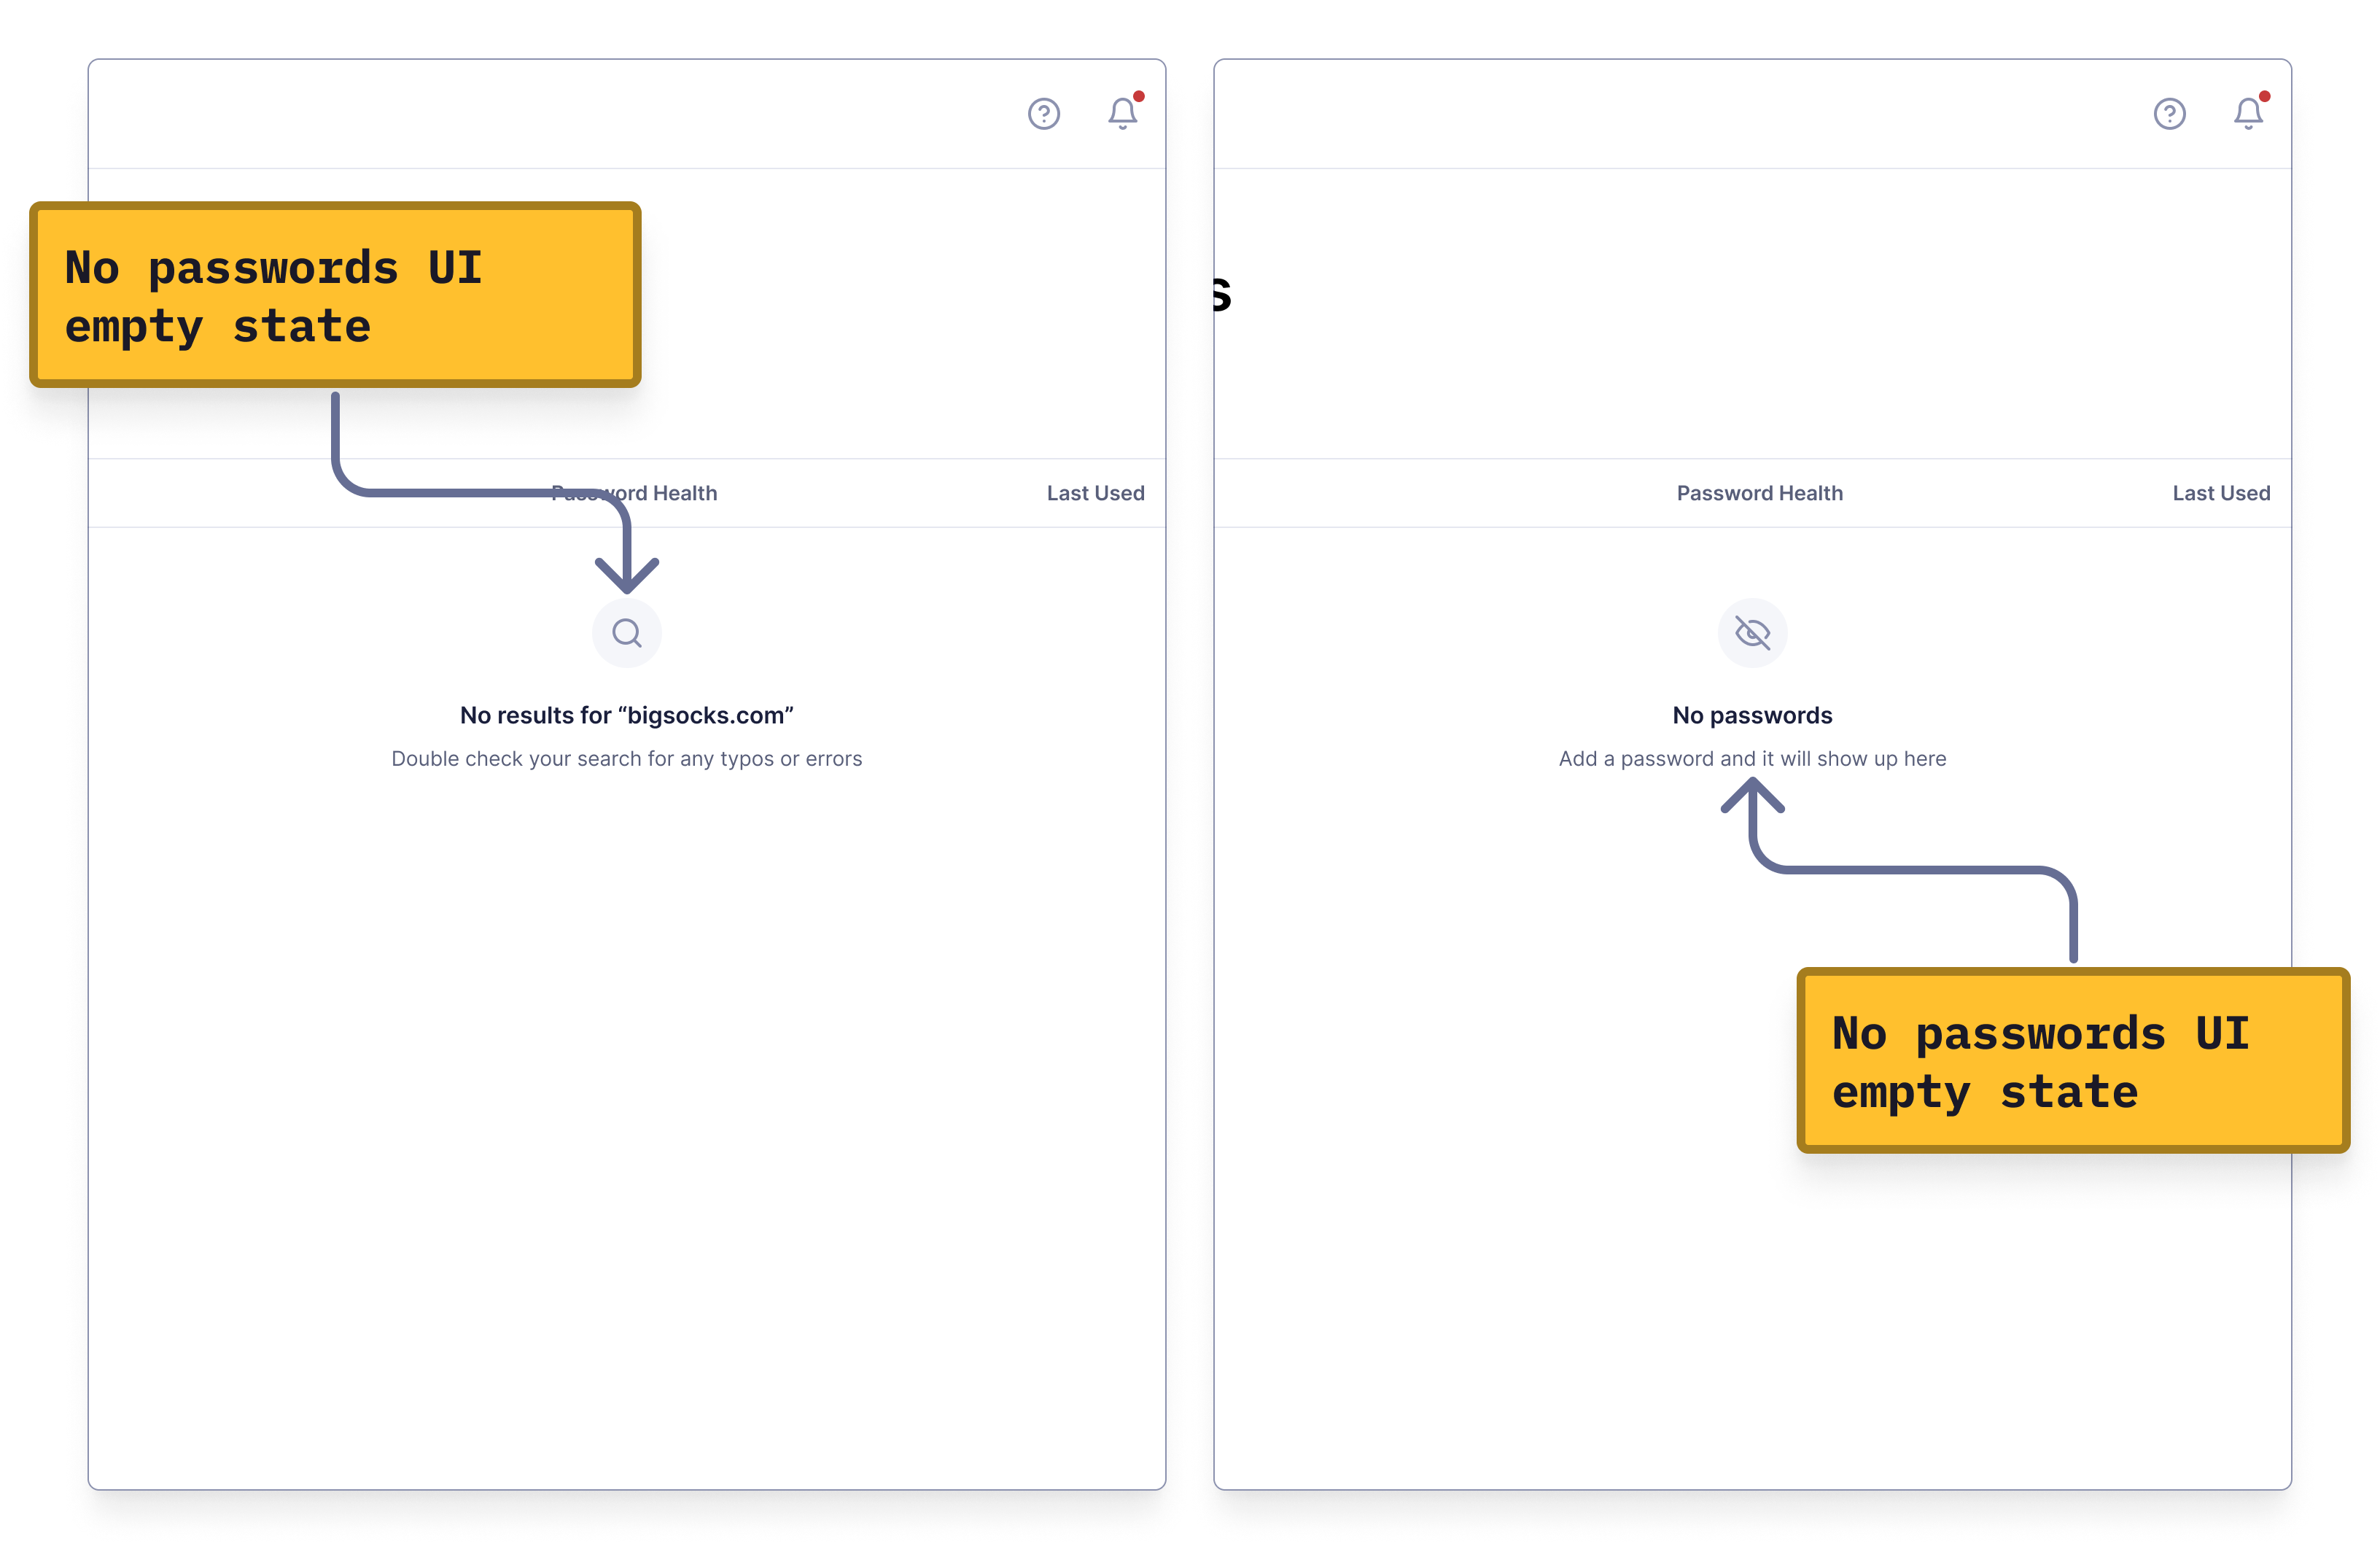 No passwords UI
empty state
Password Health
Last Used
No results for “bigsocks.com”
Double check your search for any typos or errors
s
Password Health
Last Used
No passwords
Add a password and it will show up here
No passwords UI
empty state